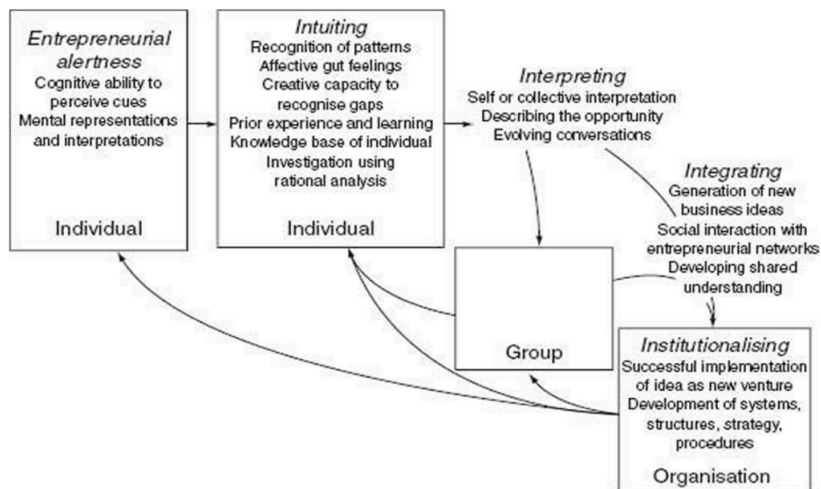 Entrepreneurial
alertness
Cognitive ability to
perceive cues
Mental representations
and interpretations
Individual
Intuiting
Recognition of patterns
Affective gut feelings
Creative capacity to
recognise gaps
Prior experience and learning
Knowledge base of individual
Investigation using
rational analysis
Individual
Interpreting
Self or collective interpretation
Describing the opportunity
Evolving conversations
Group
Integrating
Generation of new
business ideas
Social interaction with
entrepreneurial networks
Developing shared
understanding
Institutionalising
Successful implementation
of idea as new venture
Development of systems,
structures, strategy,
procedures
Organisation